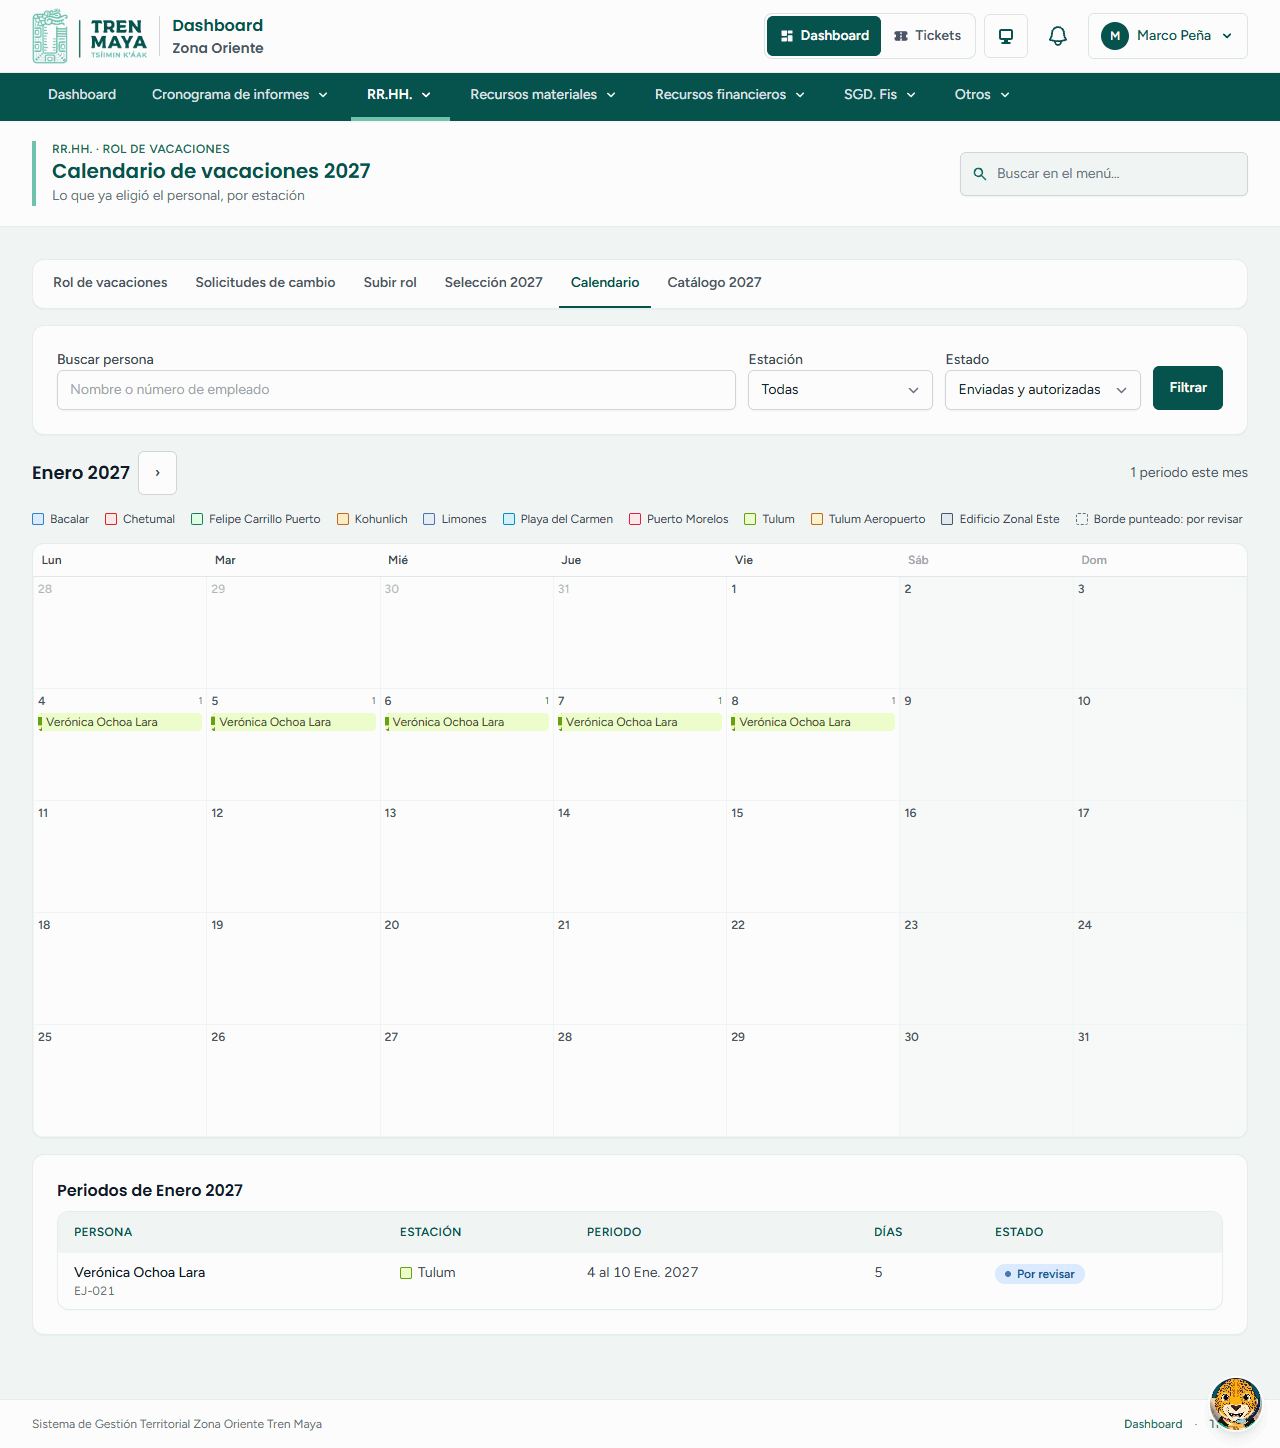 TREN
MAYA
TSÍIMIN K'ÁAK
Dashboard
Zona Oriente
Dashboard
Tickets
M
Marco Peña
Dashboard
Cronograma de informes
RR.HH.
Recursos materiales
Recursos financieros
SGD. Fis
Otros
RR.HH. · ROL DE VACACIONES
Calendario de vacaciones 2027
Lo que ya eligió el personal, por estación
Buscar en el menú...
Rol de vacaciones
Solicitudes de cambio
Subir rol
Selección 2027
Calendario
Catálogo 2027
Buscar persona
Nombre o número de empleado
Estación
Todas
Estado
Enviadas y autorizadas
Filtrar
Enero 2027
›
1 periodo este mes
Bacalar
Chetumal
Felipe Carrillo Puerto
Kohunlich
Limones
Playa del Carmen
Puerto Morelos
Tulum
Tulum Aeropuerto
Edificio Zonal Este
Borde punteado: por revisar
Lun Mar Mié Jue Vie Sáb Dom
28 29 30 31 1 2 3
4 1 5 1 6 1 7 1 8 1 9 10
Verónica Ochoa Lara Verónica Ochoa Lara Verónica Ochoa Lara Verónica Ochoa Lara Verónica Ochoa Lara
11 12 13 14 15 16 17
18 19 20 21 22 23 24
25 26 27 28 29 30 31
Periodos de Enero 2027
PERSONA ESTACIÓN PERIODO DÍAS ESTADO
Verónica Ochoa Lara Tulum 4 al 10 Ene. 2027 5 Por revisar
EJ-021
Sistema de Gestión Territorial Zona Oriente Tren Maya
Dashboard ·